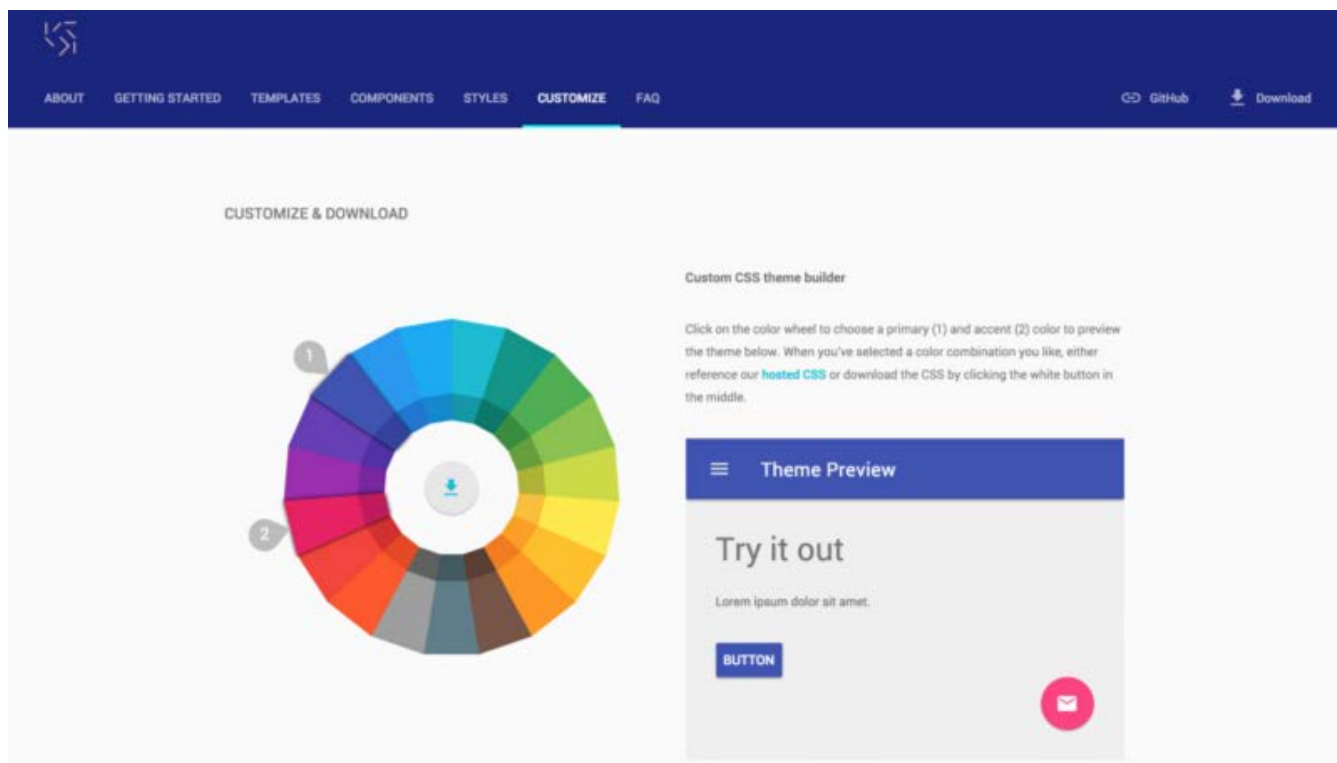 ABOUT GETTING STARTED TEMPLATES COMPONENTS STYLES CUSTOMIZE FAQ GitHub Download
CUSTOMIZE & DOWNLOAD
1
2
Custom CSS theme builder
Click on the color wheel to choose a primary (1) and accent (2) color to preview
the theme below. When you've selected a color combination you like, either
reference our hosted CSS or download the CSS by clicking the white button in
the middle.
Theme Preview
Try it out
Lorem ipsum dolor sit amet.
BUTTON